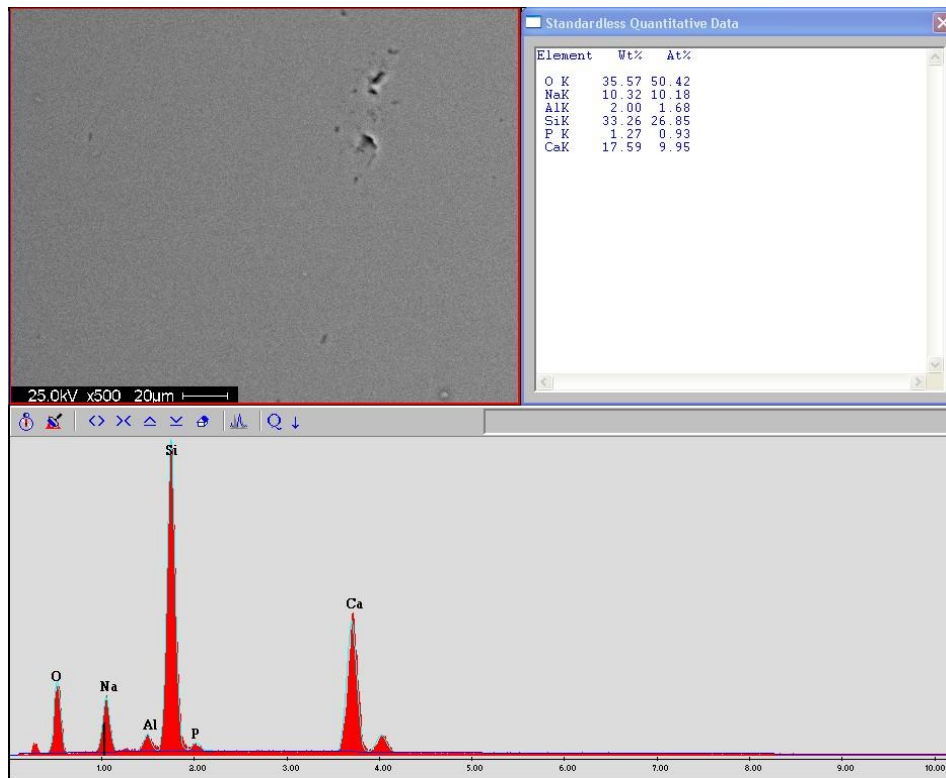 Standardless Quantitative Data
Element Wt% At%
O K 35.57 50.42
NaK 10.32 10.18
AlK 2.00 1.68
SiK 33.26 26.85
P K 1.27 0.93
CaK 17.59 9.95
25.0kV x500 20µm
Q
Si
Ca
O
Na
Al
P
1.00 2.00 3.00 4.00 5.00 6.00 7.00 8.00 9.00 10.00